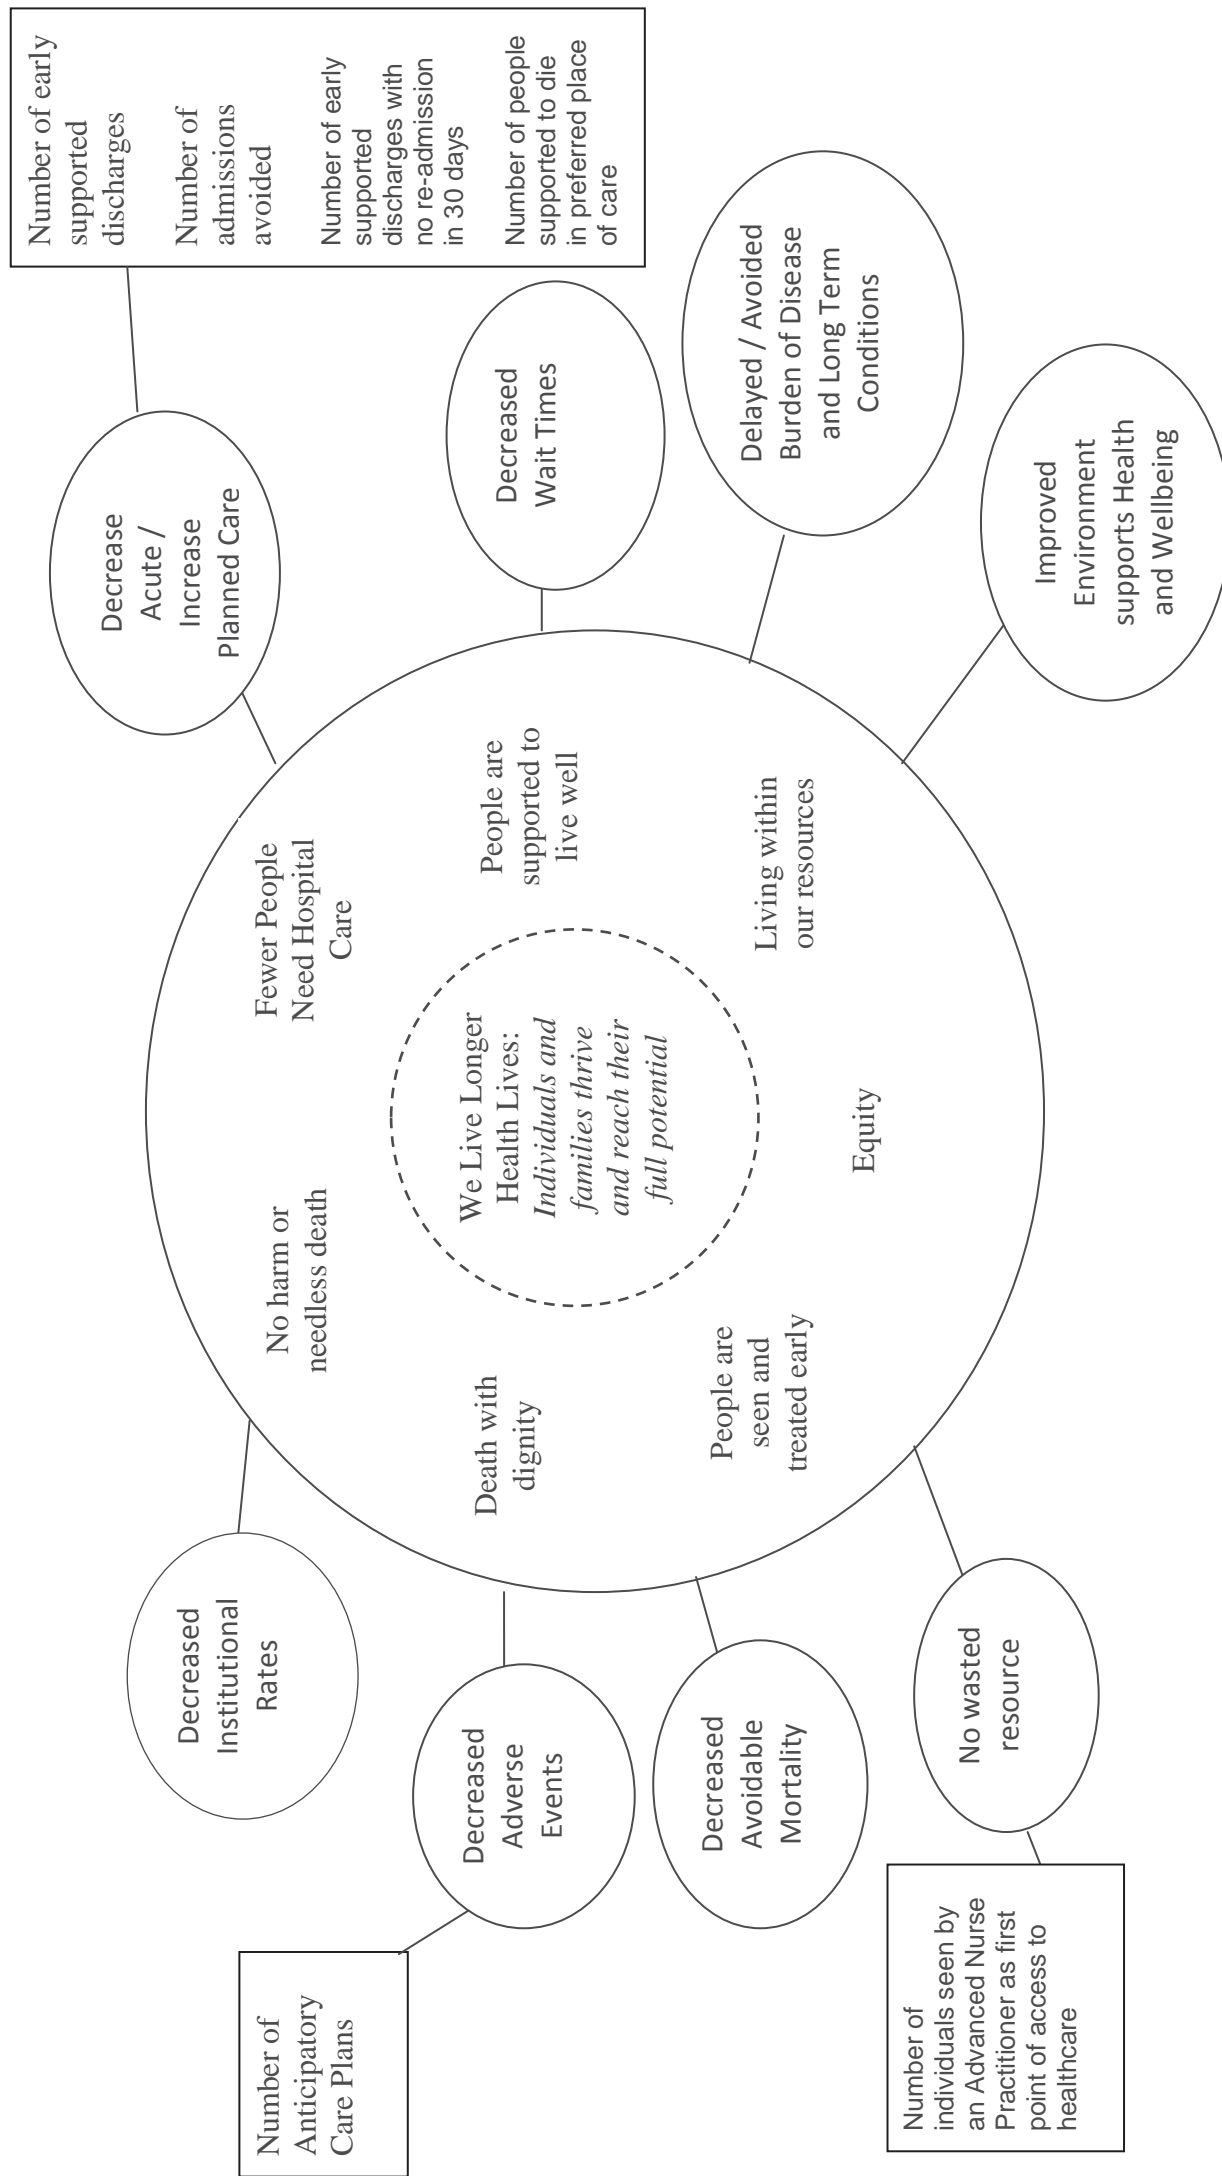 Number of
Anticipatory
Care Plans
Decreased
Institutional
Rates
No harm or
needless death
Fewer People
Need Hospital
Care
Decrease
Acute /
Increase
Planned Care
Number of early
supported
discharges
Number of
admissions
avoided
Number of early
supported
discharges with
no re-admission
in 30 days
Number of people
supported to die
in preferred place
of care
Decreased
Adverse
Events
Death with
dignity
We Live Longer
Health Lives:
Individuals and
families thrive
and reach their
full potential
People are
supported to
live well
Decreased
Wait Times
Decreased
Avoidable
Mortality
People are
seen and
treated early
Equity
Living within
our resources
Delayed / Avoided
Burden of Disease
and Long Term
Conditions
Number of
individuals seen by
an Advanced Nurse
Practitioner as first
point of access to
healthcare
No wasted
resource
Improved
Environment
supports Health
and Wellbeing